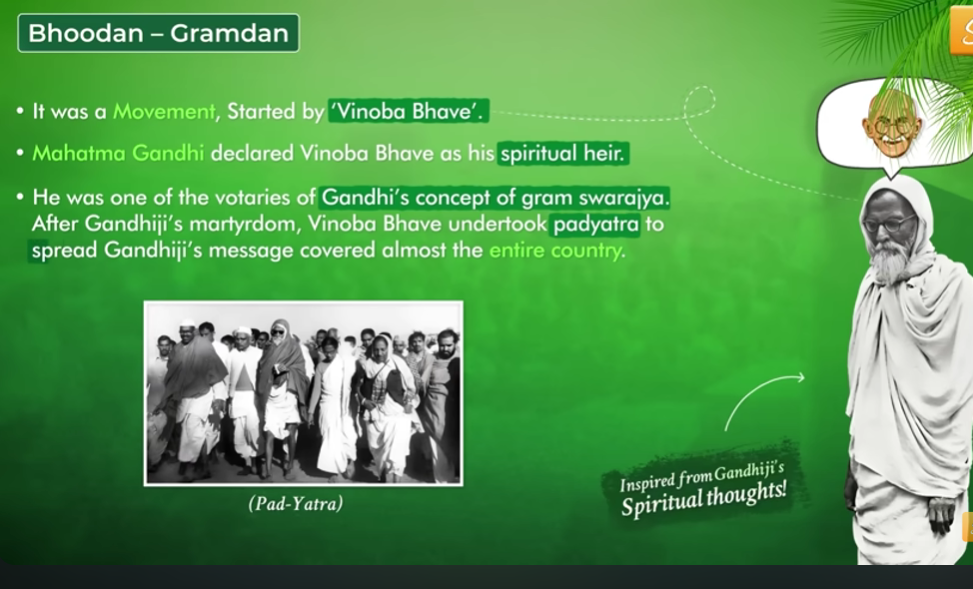 Bhoodan – Gramdan
• It was a Movement, Started by ‘Vinoba Bhave’.
• Mahatma Gandhi declared Vinoba Bhave as his spiritual heir.
• He was one of the votaries of Gandhi’s concept of gram swarajya.
After Gandhiji’s martyrdom, Vinoba Bhave undertook padyatra to
spread Gandhiji’s message covered almost the entire country.
(Pad-Yatra)
Inspired from Gandhiji's
Spiritual thoughts!